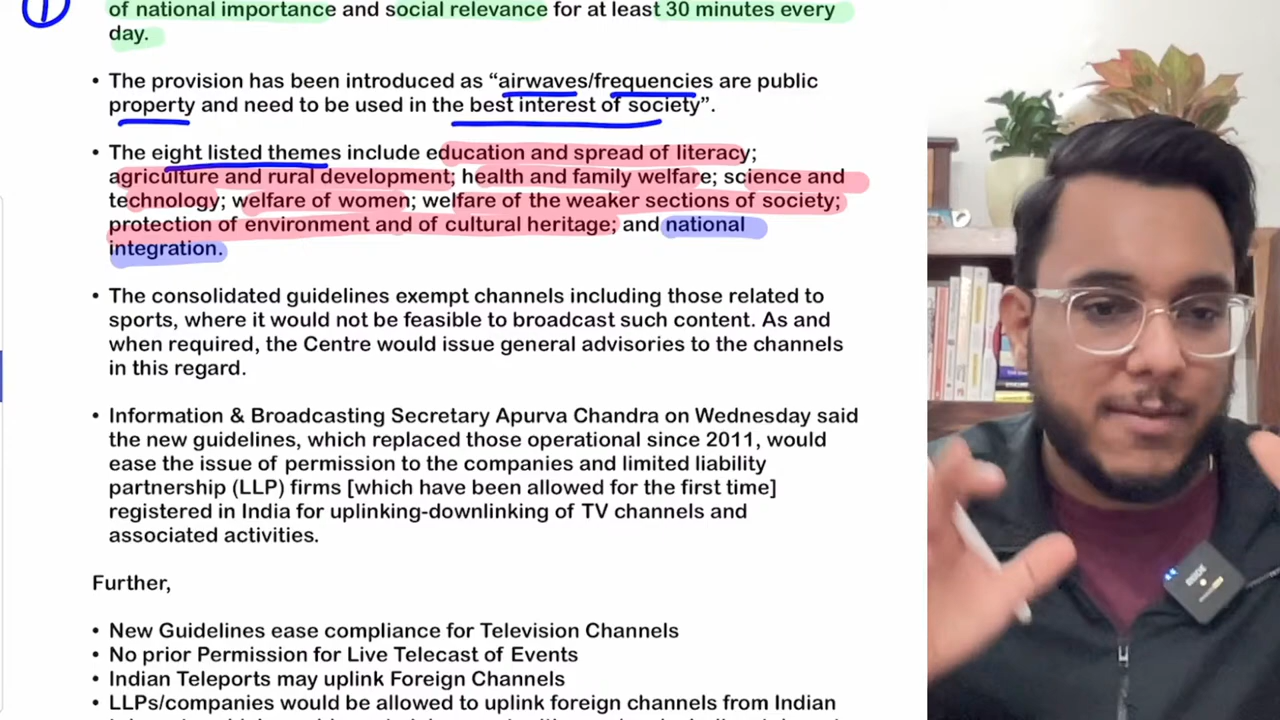 of national importance and social relevance for at least 30 minutes every
day.
• The provision has been introduced as “airwaves/frequencies are public
property and need to be used in the best interest of society”.
• The eight listed themes include education and spread of literacy;
agriculture and rural development; health and family welfare; science and
technology; welfare of women; welfare of the weaker sections of society;
protection of environment and of cultural heritage; and national
integration.
• The consolidated guidelines exempt channels including those related to
sports, where it would not be feasible to broadcast such content. As and
when required, the Centre would issue general advisories to the channels
in this regard.
• Information & Broadcasting Secretary Apurva Chandra on Wednesday said
the new guidelines, which replaced those operational since 2011, would
ease the issue of permission to the companies and limited liability
partnership (LLP) firms [which have been allowed for the first time]
registered in India for uplinking-downlinking of TV channels and
associated activities.
Further,
• New Guidelines ease compliance for Television Channels
• No prior Permission for Live Telecast of Events
• Indian Teleports may uplink Foreign Channels
• LLPs/companies would be allowed to uplink foreign channels from Indian